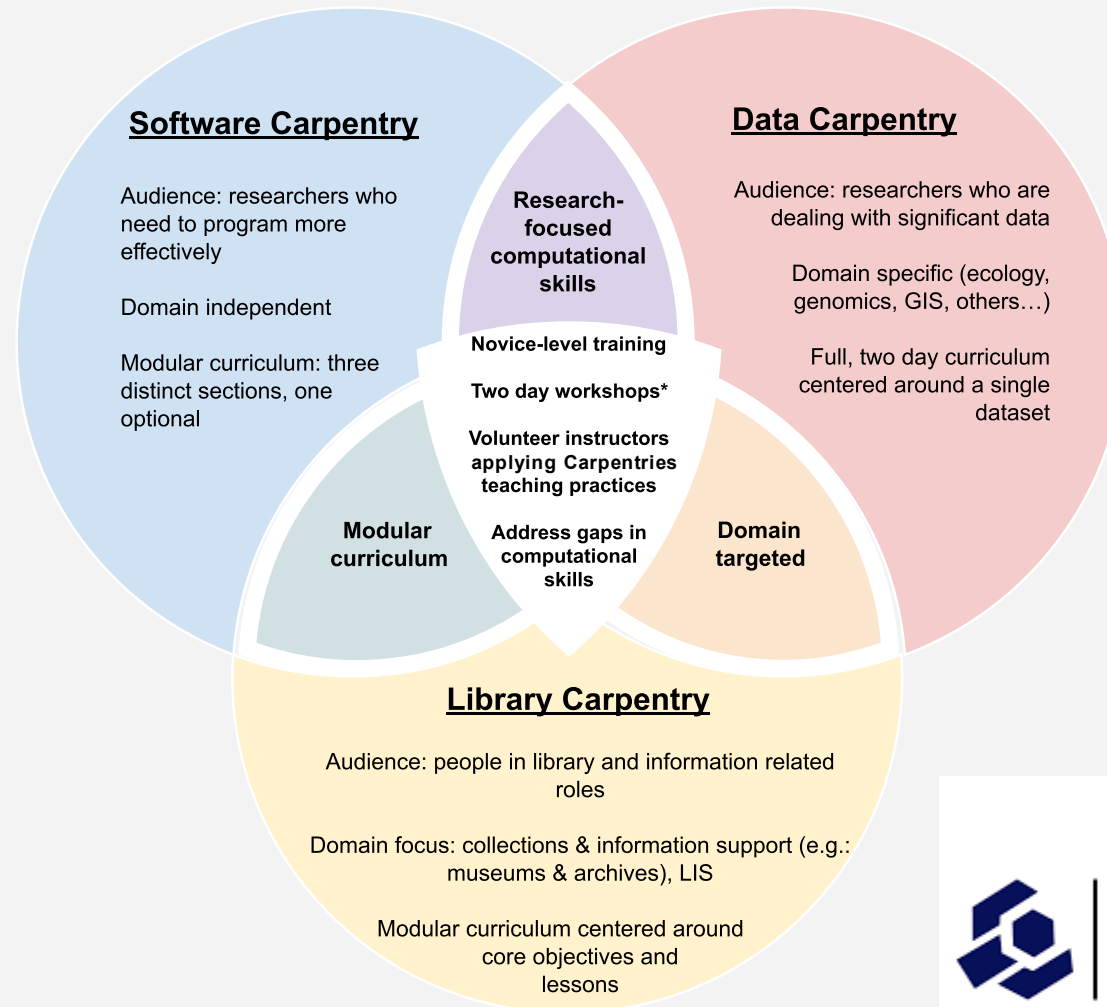 Software Carpentry
Audience: researchers who
need to program more
effectively
Domain independent
Modular curriculum: three
distinct sections, one
optional
Data Carpentry
Audience: researchers who are
dealing with significant data
Domain specific (ecology,
genomics, GIS, others…)
Full, two day curriculum
centered around a single
dataset
Research-
focused
computational
skills
Novice-level training
Two day workshops*
Volunteer instructors
applying Carpentries
teaching practices
Address gaps in
computational
skills
Modular
curriculum
Domain
targeted
Library Carpentry
Audience: people in library and information related
roles
Domain focus: collections & information support (e.g.:
museums & archives), LIS
Modular curriculum centered around
core objectives and
lessons